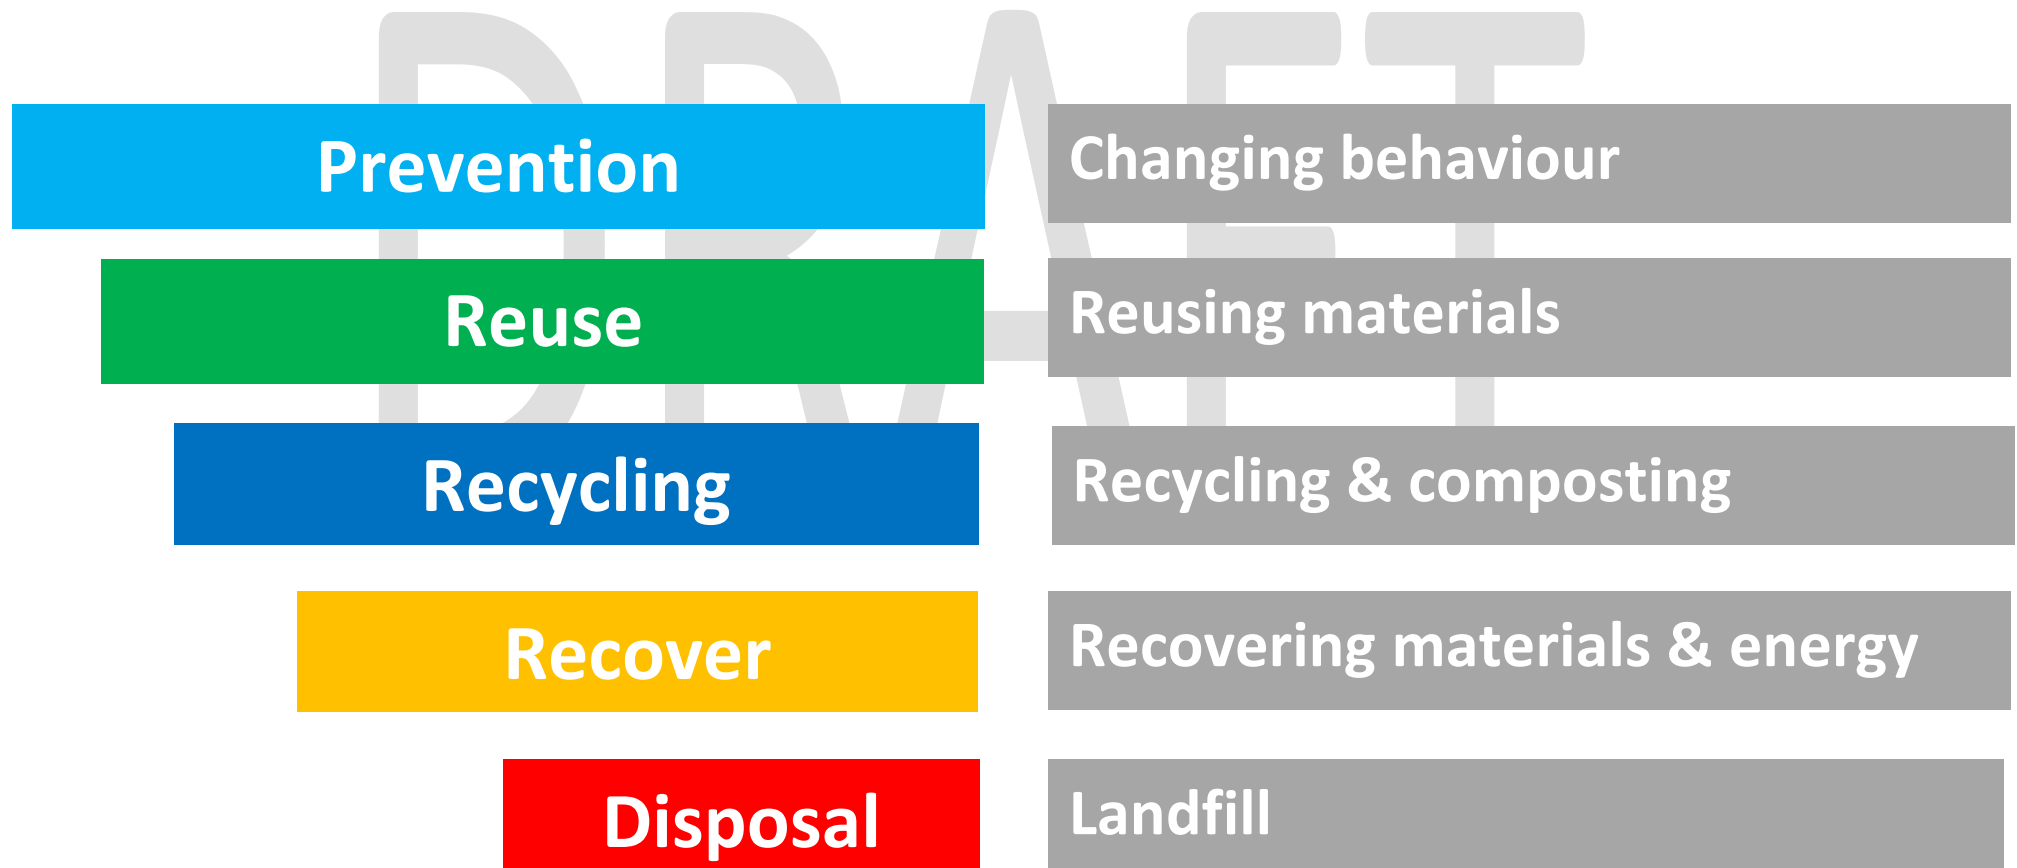 DRAFT
Prevention
Changing behaviour
Reuse
Reusing materials
Recycling
Recycling & composting
Recover
Recovering materials & energy
Disposal
Landfill